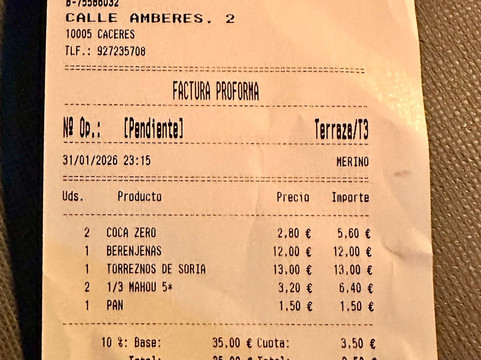 B-75586032
CALLE AMBERES. 2
10005 CACERES
TLF.: 927235708
FACTURA PROFORMA
Nº Op.: [Pendiente] Terraza/T3
31/01/2026 23:15 MERINO
Uds. Producto Precio Importe
2 COCA ZERO 2,80 € 5,60 €
1 BERENJENAS 12,00 € 12,00 €
1 TORREZNOS DE SORIA 13,00 € 13,00 €
2 1/3 MAHOU 5* 3,20 € 6,40 €
1 PAN 1,50 € 1,50 €
10 %: Base: 35,00 € Cuota: 3,50 €